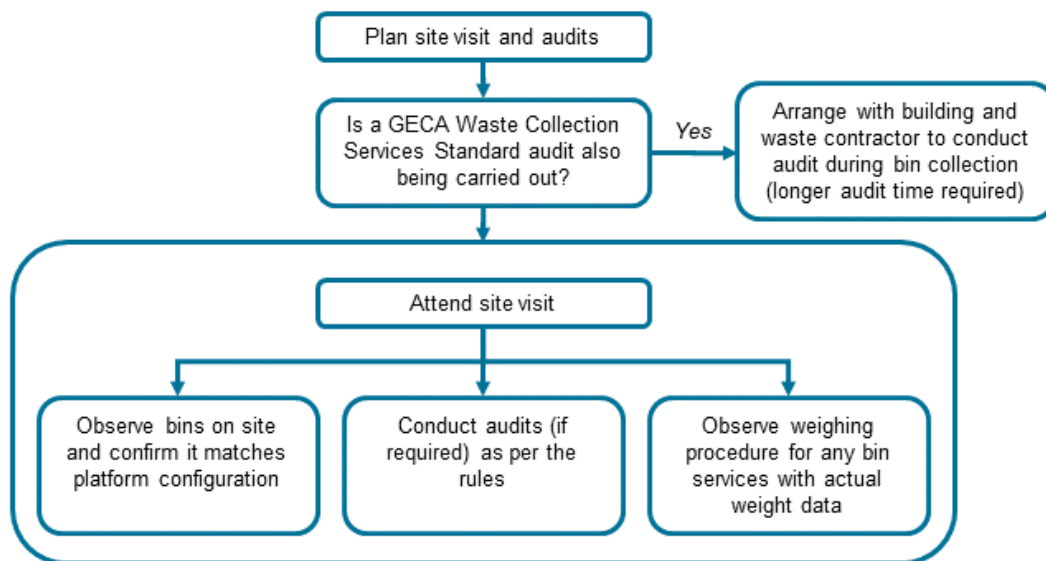 Plan site visit and audits
Is a GECA Waste Collection
Services Standard audit also
being carried out?
Yes
Arrange with building and
waste contractor to conduct
audit during bin collection
(longer audit time required)
Attend site visit
Observe bins on site
and confirm it matches
platform configuration
Conduct audits (if
required) as per the
rules
Observe weighing
procedure for any bin
services with actual
weight data